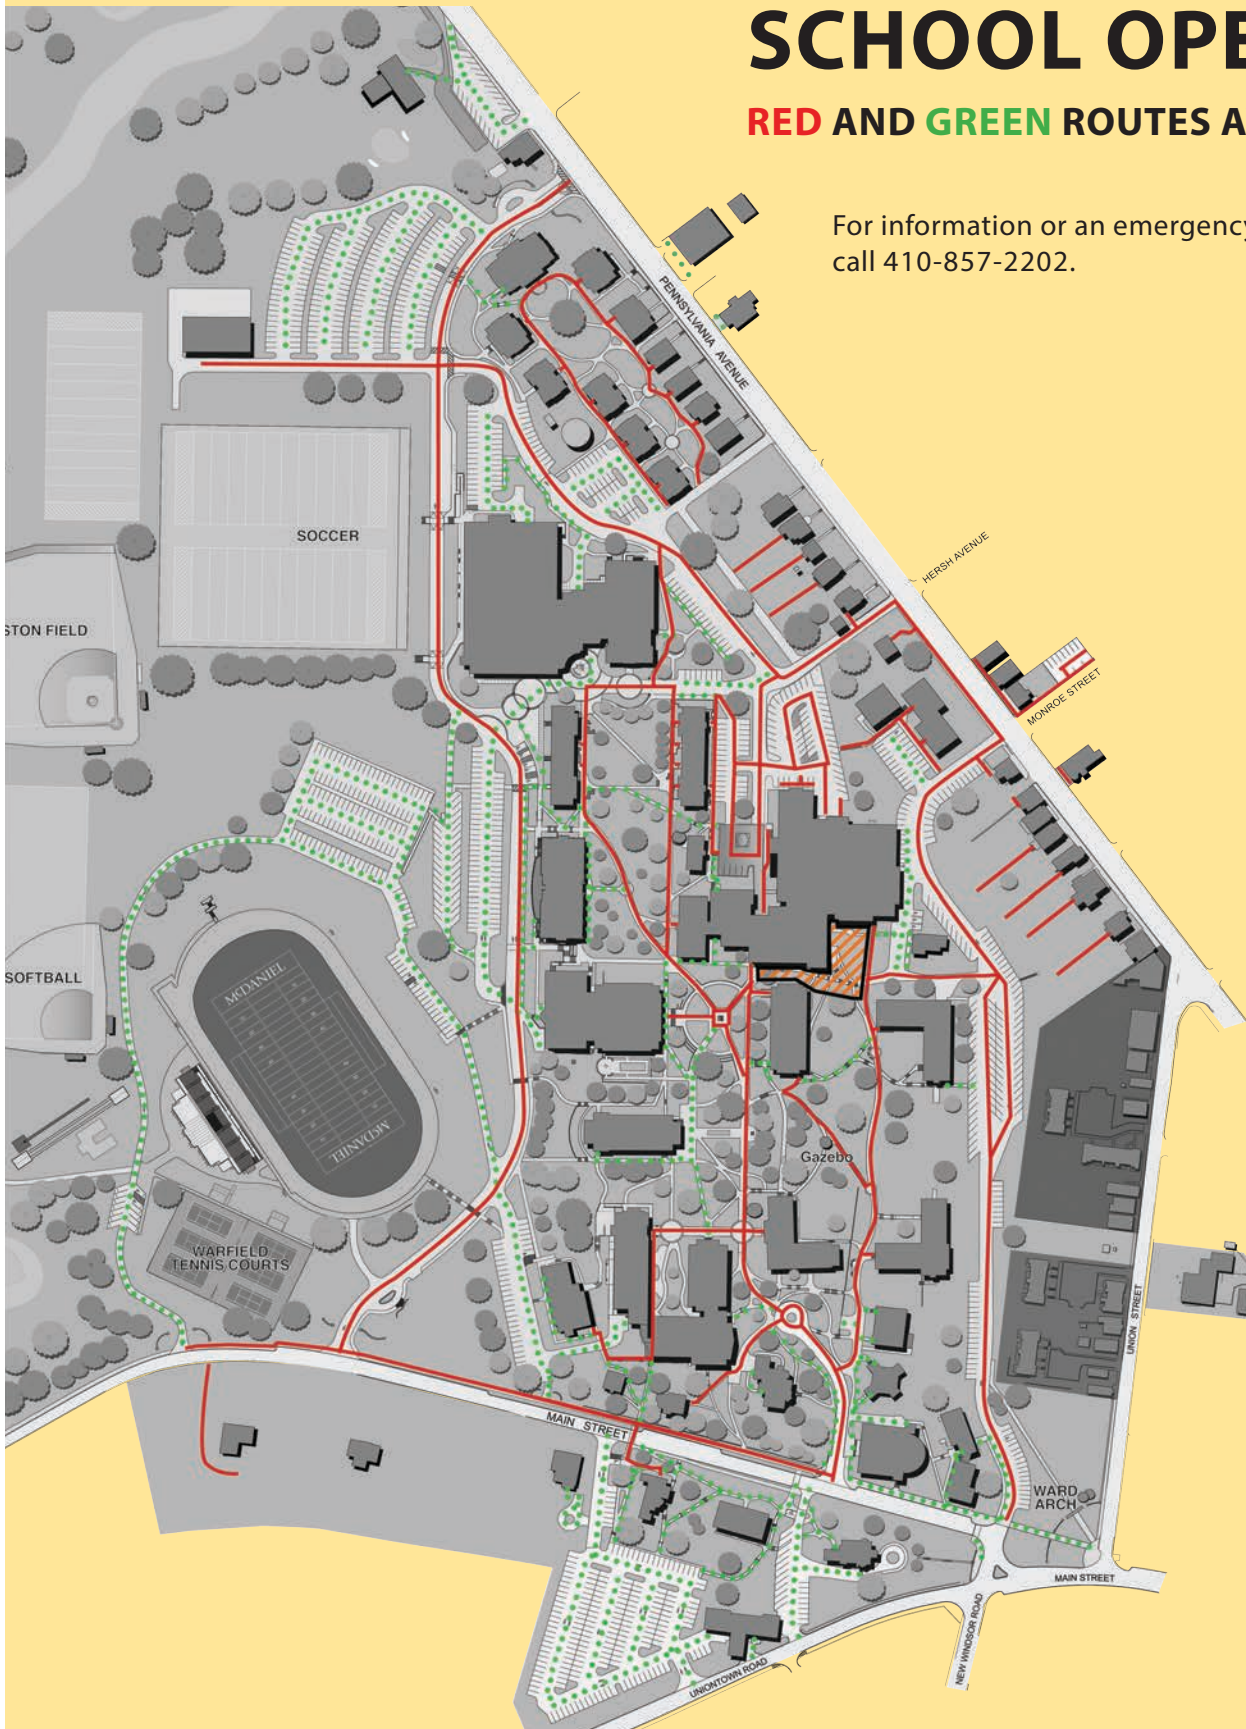 SCHOOL OPE
RED AND GREEN ROUTES A
For information or an emergency
call 410-857-2202.
PENNSYLVANIA AVENUE
HERSH AVENUE
SOCCER
STON FIELD
MONROE STREET
MCDANIEL
SOFTBALL
MCDANIEL
Gazebo
WARFIELD
TENNIS COURTS
UNION STREET
MAIN STREET
WARD
ARCH
MAIN STREET
NEW WINDSOR ROAD
UNIONTOWN ROAD